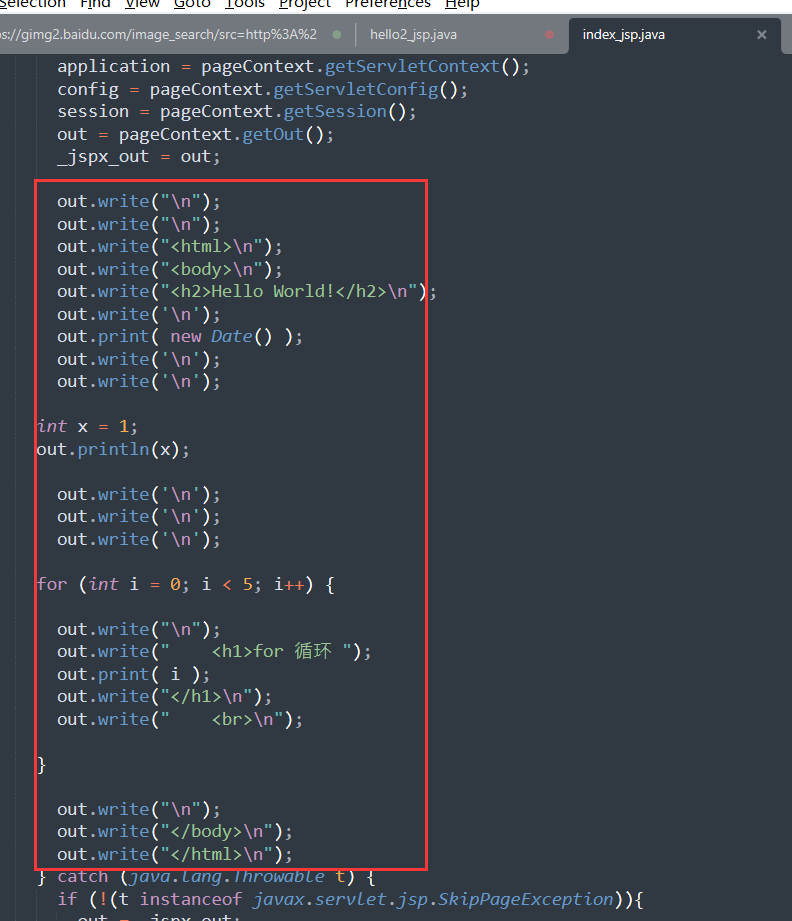 Selection Find View Goto Tools Project Preferences Help
ps://gimg2.baidu.com/image_search/src=http%3A%2 hello2_jsp.java index_jsp.java ×
application = pageContext.getServletContext();
config = pageContext.getServletConfig();
session = pageContext.getSession();
out = pageContext.getOut();
_jspx_out = out;
out.write("\n");
out.write("\n");
out.write("<html>\n");
out.write("<body>\n");
out.write("<h2>Hello World!</h2>\n");
out.write('\n');
out.print( new Date() );
out.write('\n');
out.write('\n');
int x = 1;
out.println(x);
out.write('\n');
out.write('\n');
out.write('\n');
for (int i = 0; i < 5; i++) {
out.write("\n");
out.write("    <h1>for 循环 ");
out.print( i );
out.write("</h1>\n");
out.write("    <br>\n");
}
out.write("\n");
out.write("</body>\n");
out.write("</html>\n");
} catch (java.lang.Throwable t) {
if (!(t instanceof javax.servlet.jsp.SkipPageException)){
out = _jspx_out;